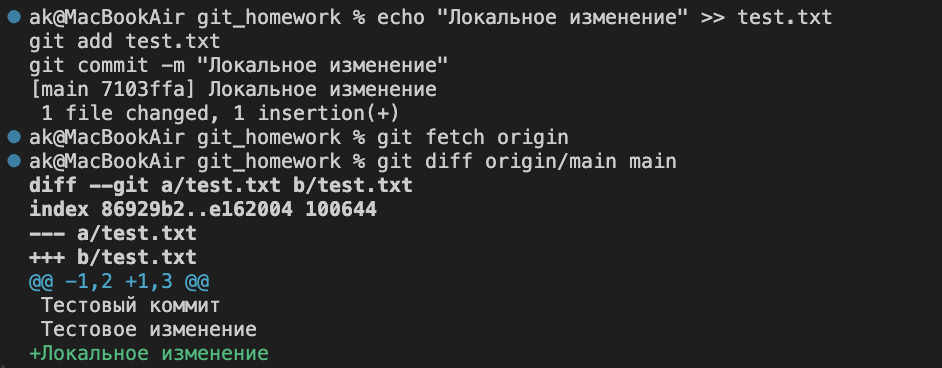 ak@MacBookAir git_homework % echo "Локальное изменение" >> test.txt
git add test.txt
git commit -m "Локальное изменение"
[main 7103ffa] Локальное изменение
 1 file changed, 1 insertion(+)
ak@MacBookAir git_homework % git fetch origin
ak@MacBookAir git_homework % git diff origin/main main
diff --git a/test.txt b/test.txt
index 86929b2..e162004 100644
--- a/test.txt
+++ b/test.txt
@@ -1,2 +1,3 @@
 Тестовый коммит
 Тестовое изменение
+Локальное изменение